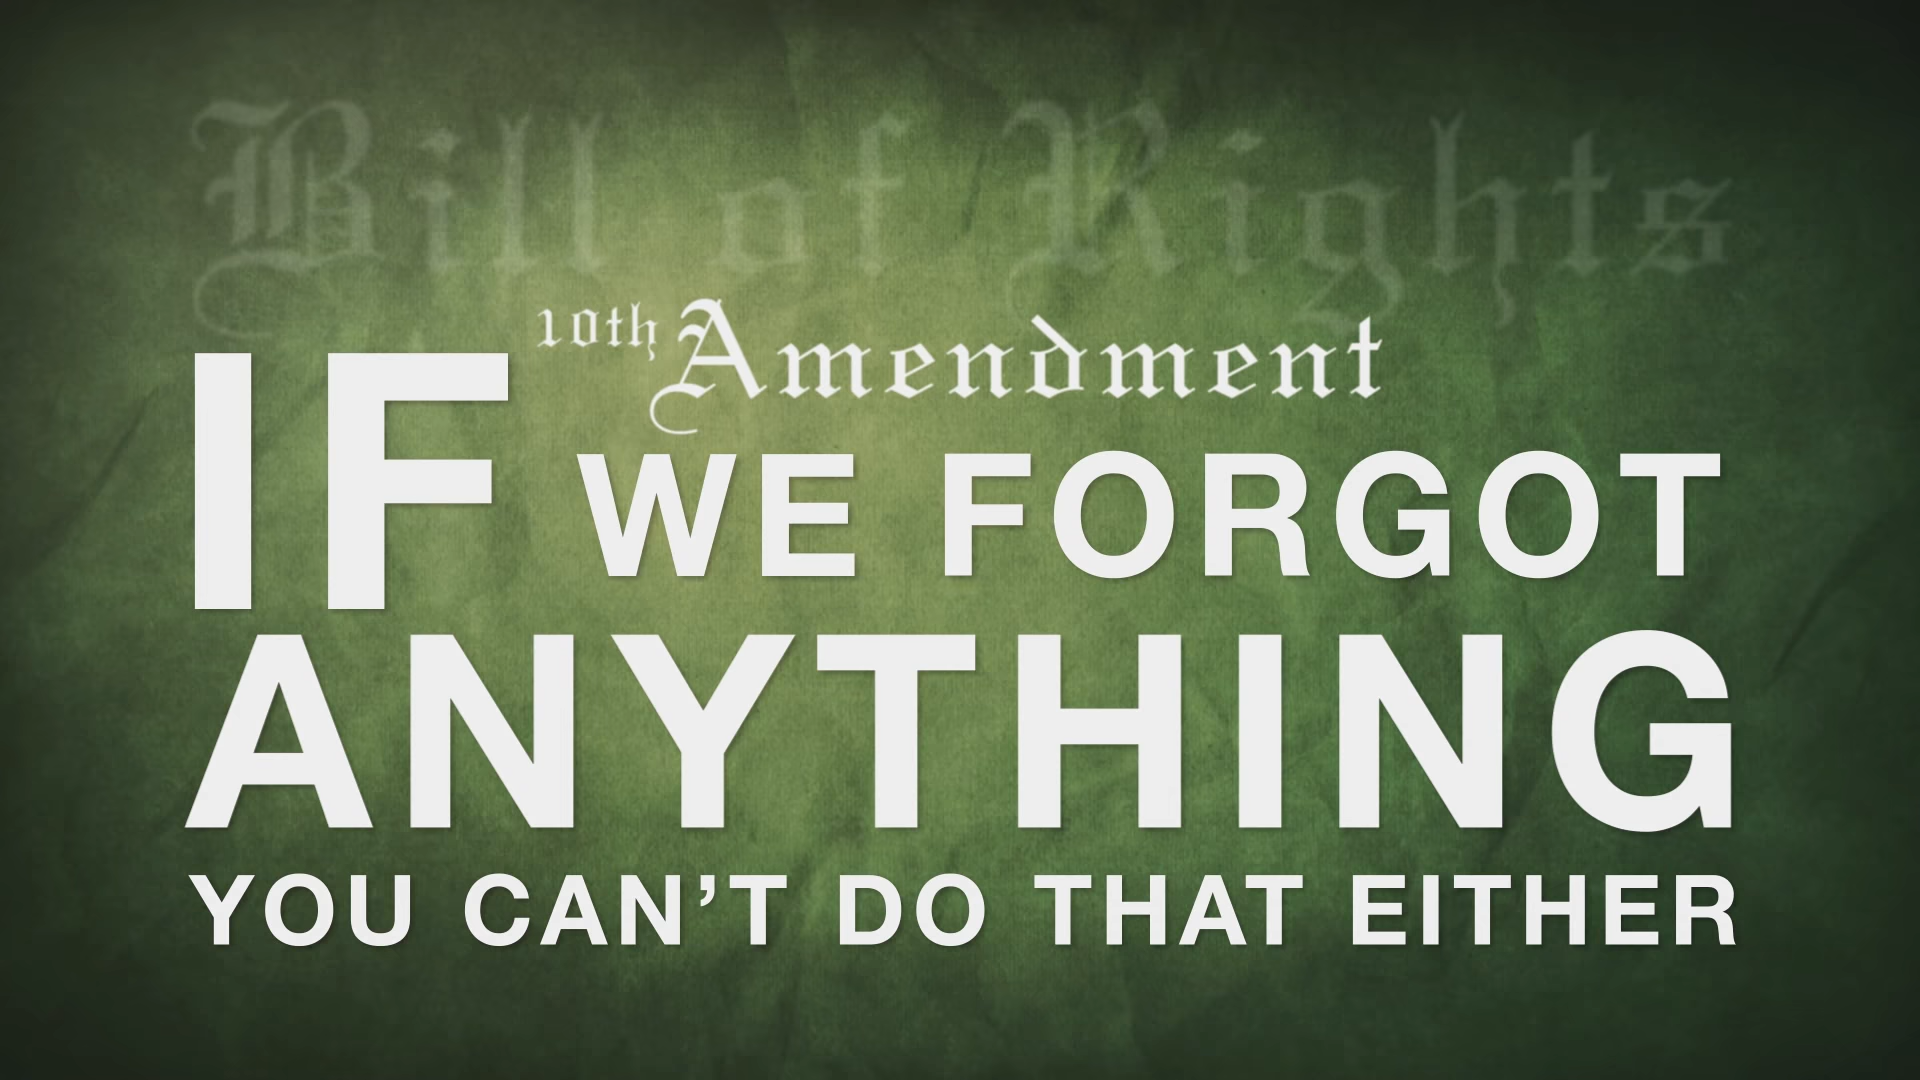 Bill of Rights
10th Amendment
IF WE FORGOT
ANYTHING
YOU CAN’T DO THAT EITHER